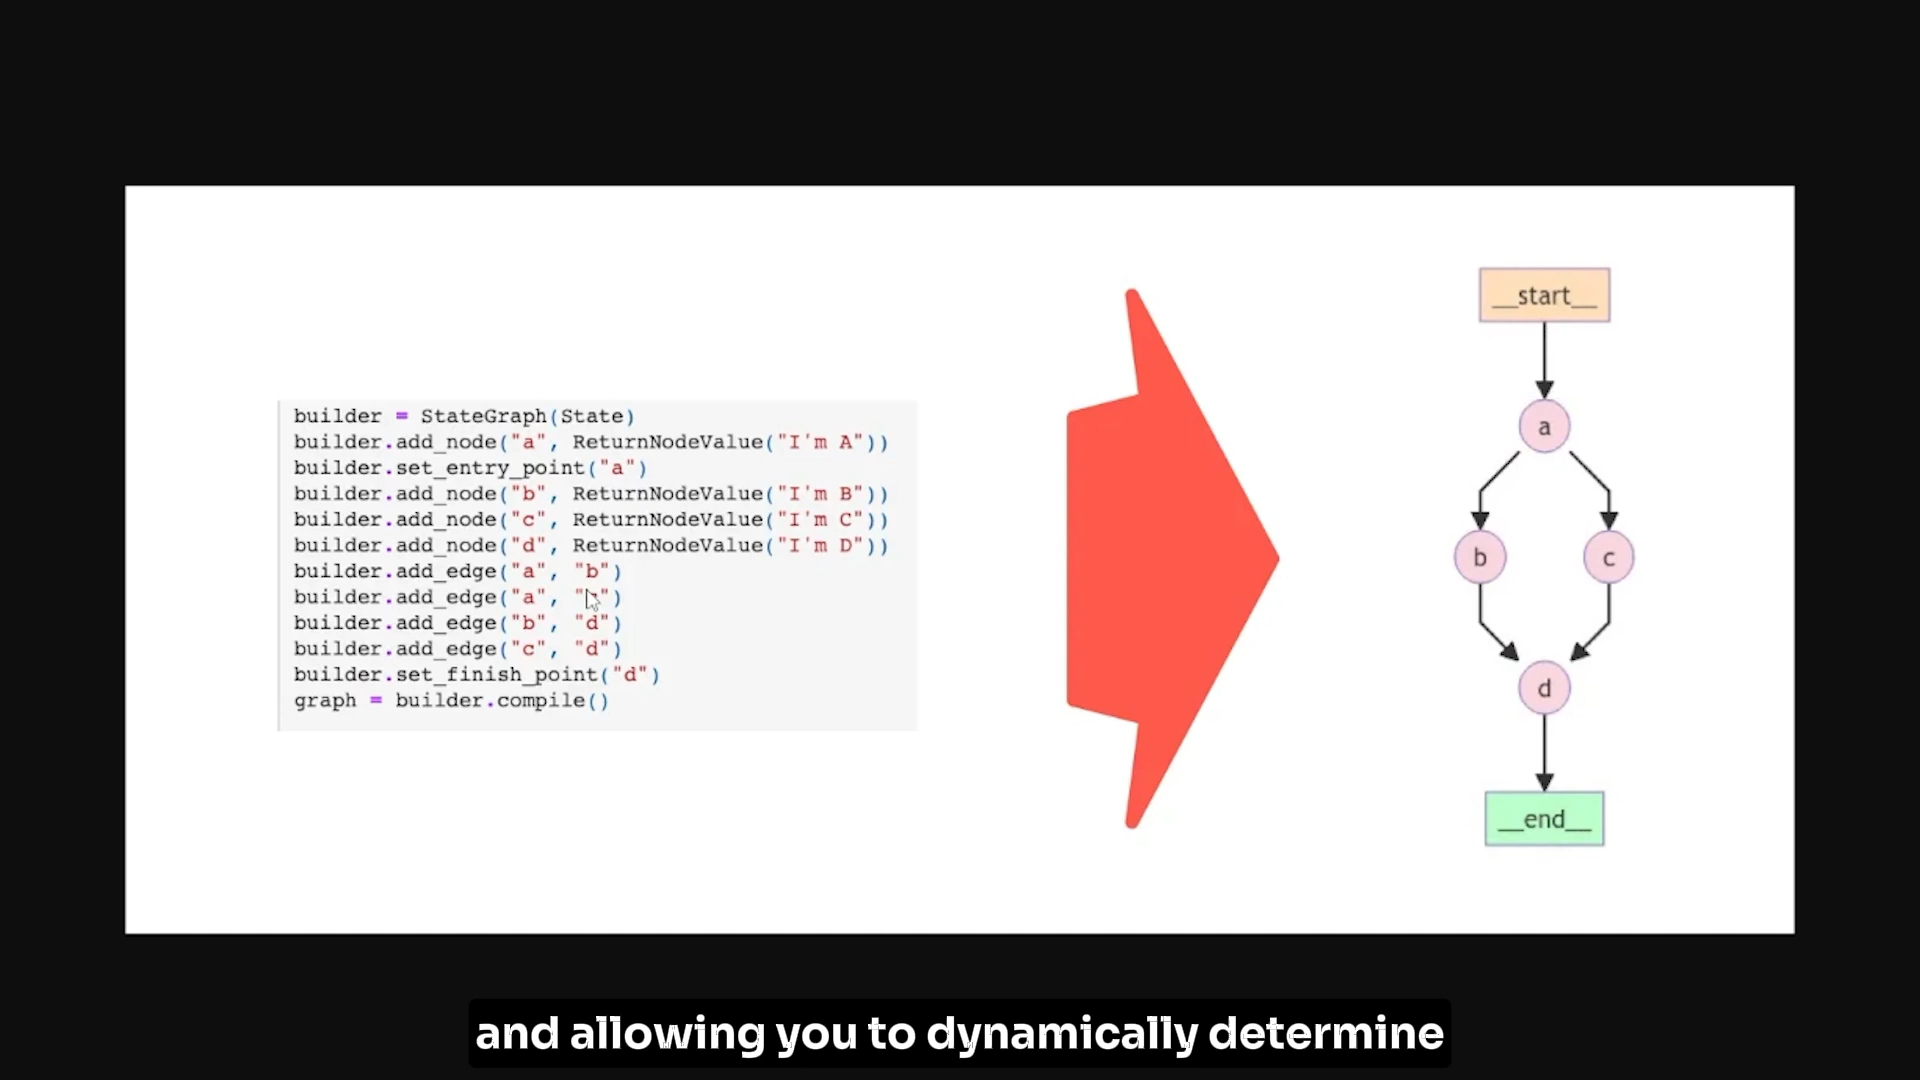 builder = StateGraph(State)
builder.add_node("a", ReturnNodeValue("I'm A"))
builder.set_entry_point("a")
builder.add_node("b", ReturnNodeValue("I'm B"))
builder.add_node("c", ReturnNodeValue("I'm C"))
builder.add_node("d", ReturnNodeValue("I'm D"))
builder.add_edge("a", "b")
builder.add_edge("a", " ")
builder.add_edge("b", "d")
builder.add_edge("c", "d")
builder.set_finish_point("d")
graph = builder.compile()
__start__
a
b
c
d
__end__
and allowing you to dynamically determine